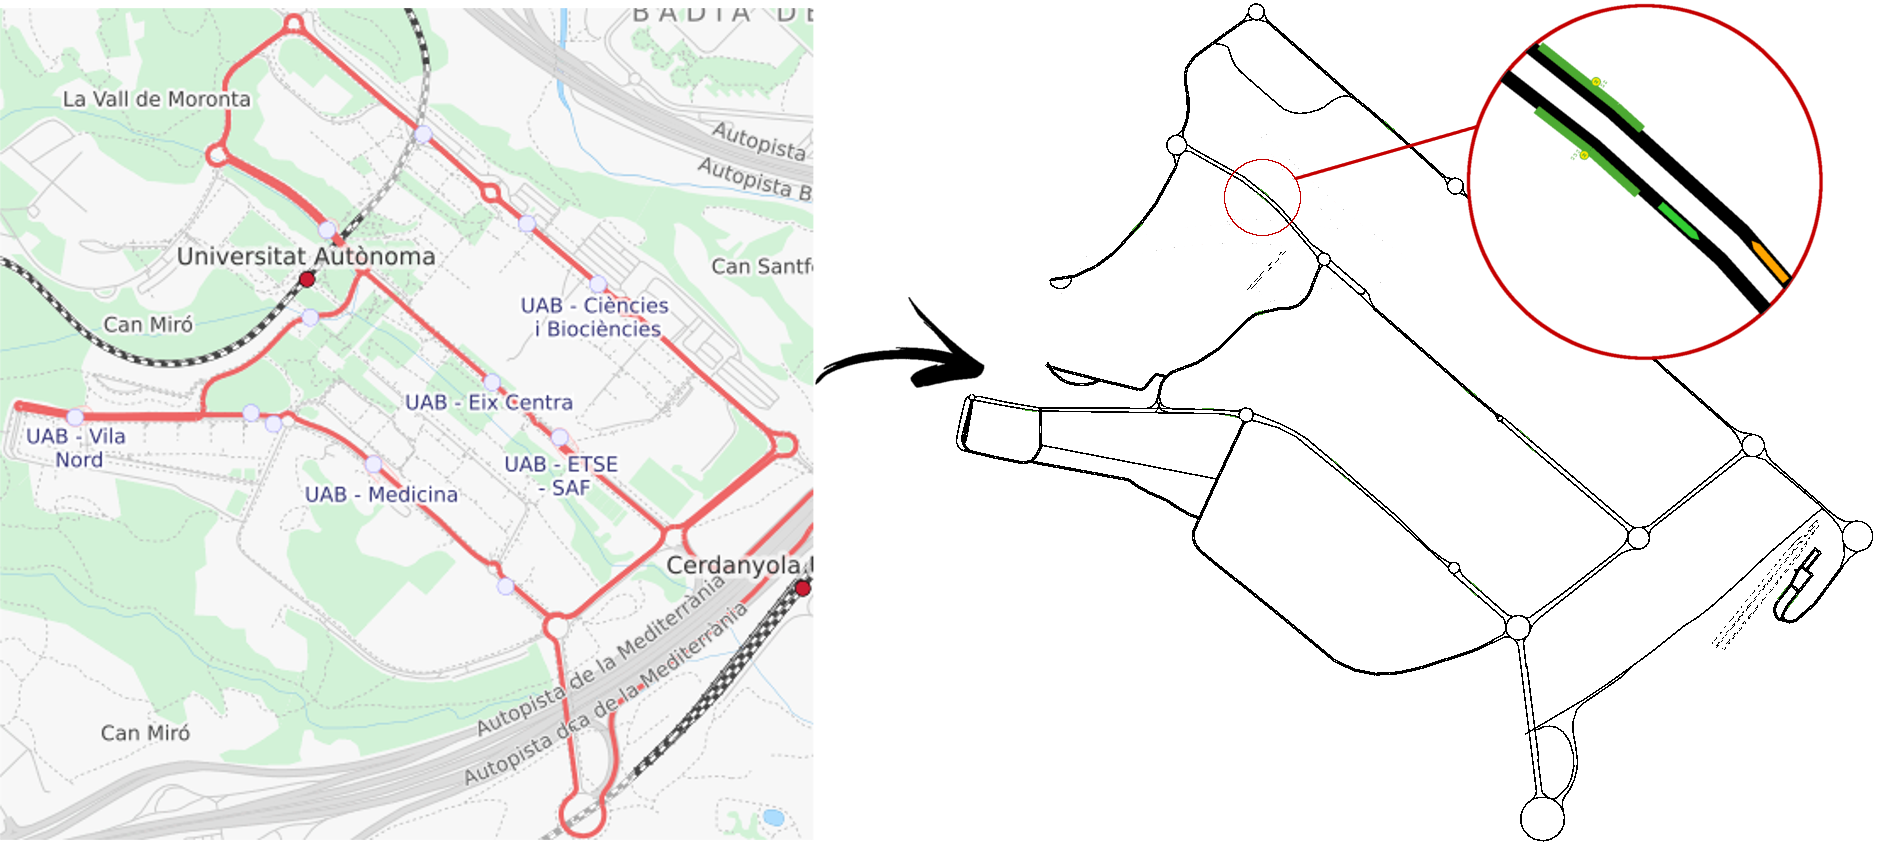 BADIA DE
La Vall de Moronta
Autopista
Autopista B
Universitat Autònoma
Can Santf
UAB - Ciències
i Biociències
Can Miró
UAB - Eix Centra
UAB - Vila
Nord
UAB - ETSE
- SAF
UAB - Medicina
Cerdanyola
Autopista de la Mediterrània
Autopista de la Mediterrània
Can Miró